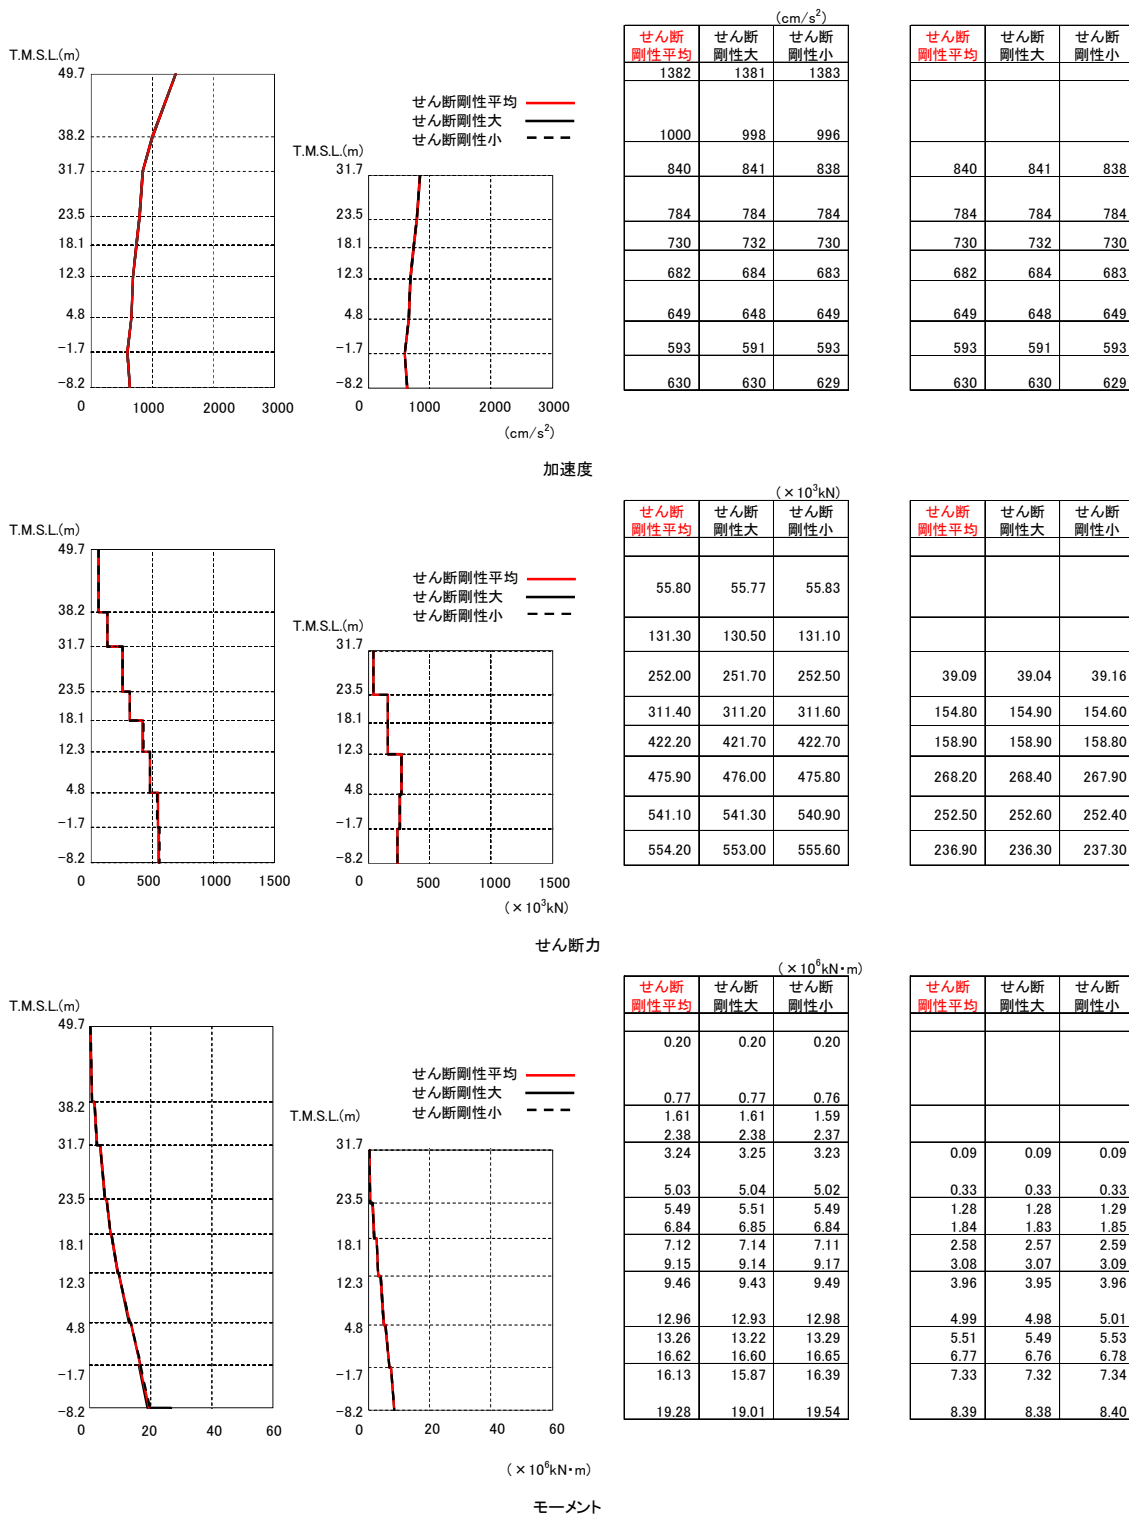 (cm/s²)
せん断 せん断 せん断 せん断 せん断 せん断
剛性平均 剛性大 剛性小 剛性平均 剛性大 剛性小
T.M.S.L.(m)
49.7 1382 1381 1383
せん断剛性平均
せん断剛性大
せん断剛性小
38.2 1000 998 996
T.M.S.L.(m)
31.7 31.7 840 841 838 840 841 838
23.5 23.5 784 784 784 784 784 784
18.1 18.1 730 732 730 730 732 730
12.3 12.3 682 684 683 682 684 683
4.8 4.8 649 648 649 649 648 649
-1.7 -1.7 593 591 593 593 591 593
-8.2 -8.2 630 630 629 630 630 629
0 1000 2000 3000 0 1000 2000 3000
(cm/s²)
加速度
(×10³kN)
せん断 せん断 せん断 せん断 せん断 せん断
剛性平均 剛性大 剛性小 剛性平均 剛性大 剛性小
T.M.S.L.(m)
49.7
せん断剛性平均
せん断剛性大
せん断剛性小
55.80 55.77 55.83
38.2
T.M.S.L.(m)
131.30 130.50 131.10
31.7 31.7
252.00 251.70 252.50 39.09 39.04 39.16
23.5 23.5
311.40 311.20 311.60 154.80 154.90 154.60
18.1 18.1
422.20 421.70 422.70 158.90 158.90 158.80
12.3 12.3
475.90 476.00 475.80 268.20 268.40 267.90
4.8 4.8
541.10 541.30 540.90 252.50 252.60 252.40
-1.7 -1.7
554.20 553.00 555.60 236.90 236.30 237.30
-8.2 -8.2
0 500 1000 1500 0 500 1000 1500
(×10³kN)
せん断力
(×10⁶kN・m)
せん断 せん断 せん断 せん断 せん断 せん断
剛性平均 剛性大 剛性小 剛性平均 剛性大 剛性小
T.M.S.L.(m)
49.7
0.20 0.20 0.20
せん断剛性平均
せん断剛性大
せん断剛性小
0.77 0.77 0.76
38.2
T.M.S.L.(m)
1.61 1.61 1.59
2.38 2.38 2.37
31.7 31.7
3.24 3.25 3.23 0.09 0.09 0.09
5.03 5.04 5.02 0.33 0.33 0.33
23.5 23.5
5.49 5.51 5.49 1.28 1.28 1.29
6.84 6.85 6.84 1.84 1.83 1.85
18.1 18.1
7.12 7.14 7.11 2.58 2.57 2.59
9.15 9.14 9.17 3.08 3.07 3.09
12.3 12.3
9.46 9.43 9.49 3.96 3.95 3.96
12.96 12.93 12.98 4.99 4.98 5.01
4.8 4.8
13.26 13.22 13.29 5.51 5.49 5.53
16.62 16.60 16.65 6.77 6.76 6.78
-1.7 -1.7
16.13 15.87 16.39 7.33 7.32 7.34
19.28 19.01 19.54 8.39 8.38 8.40
-8.2 -8.2
0 20 40 60 0 20 40 60
(×10⁶kN・m)
モーメント